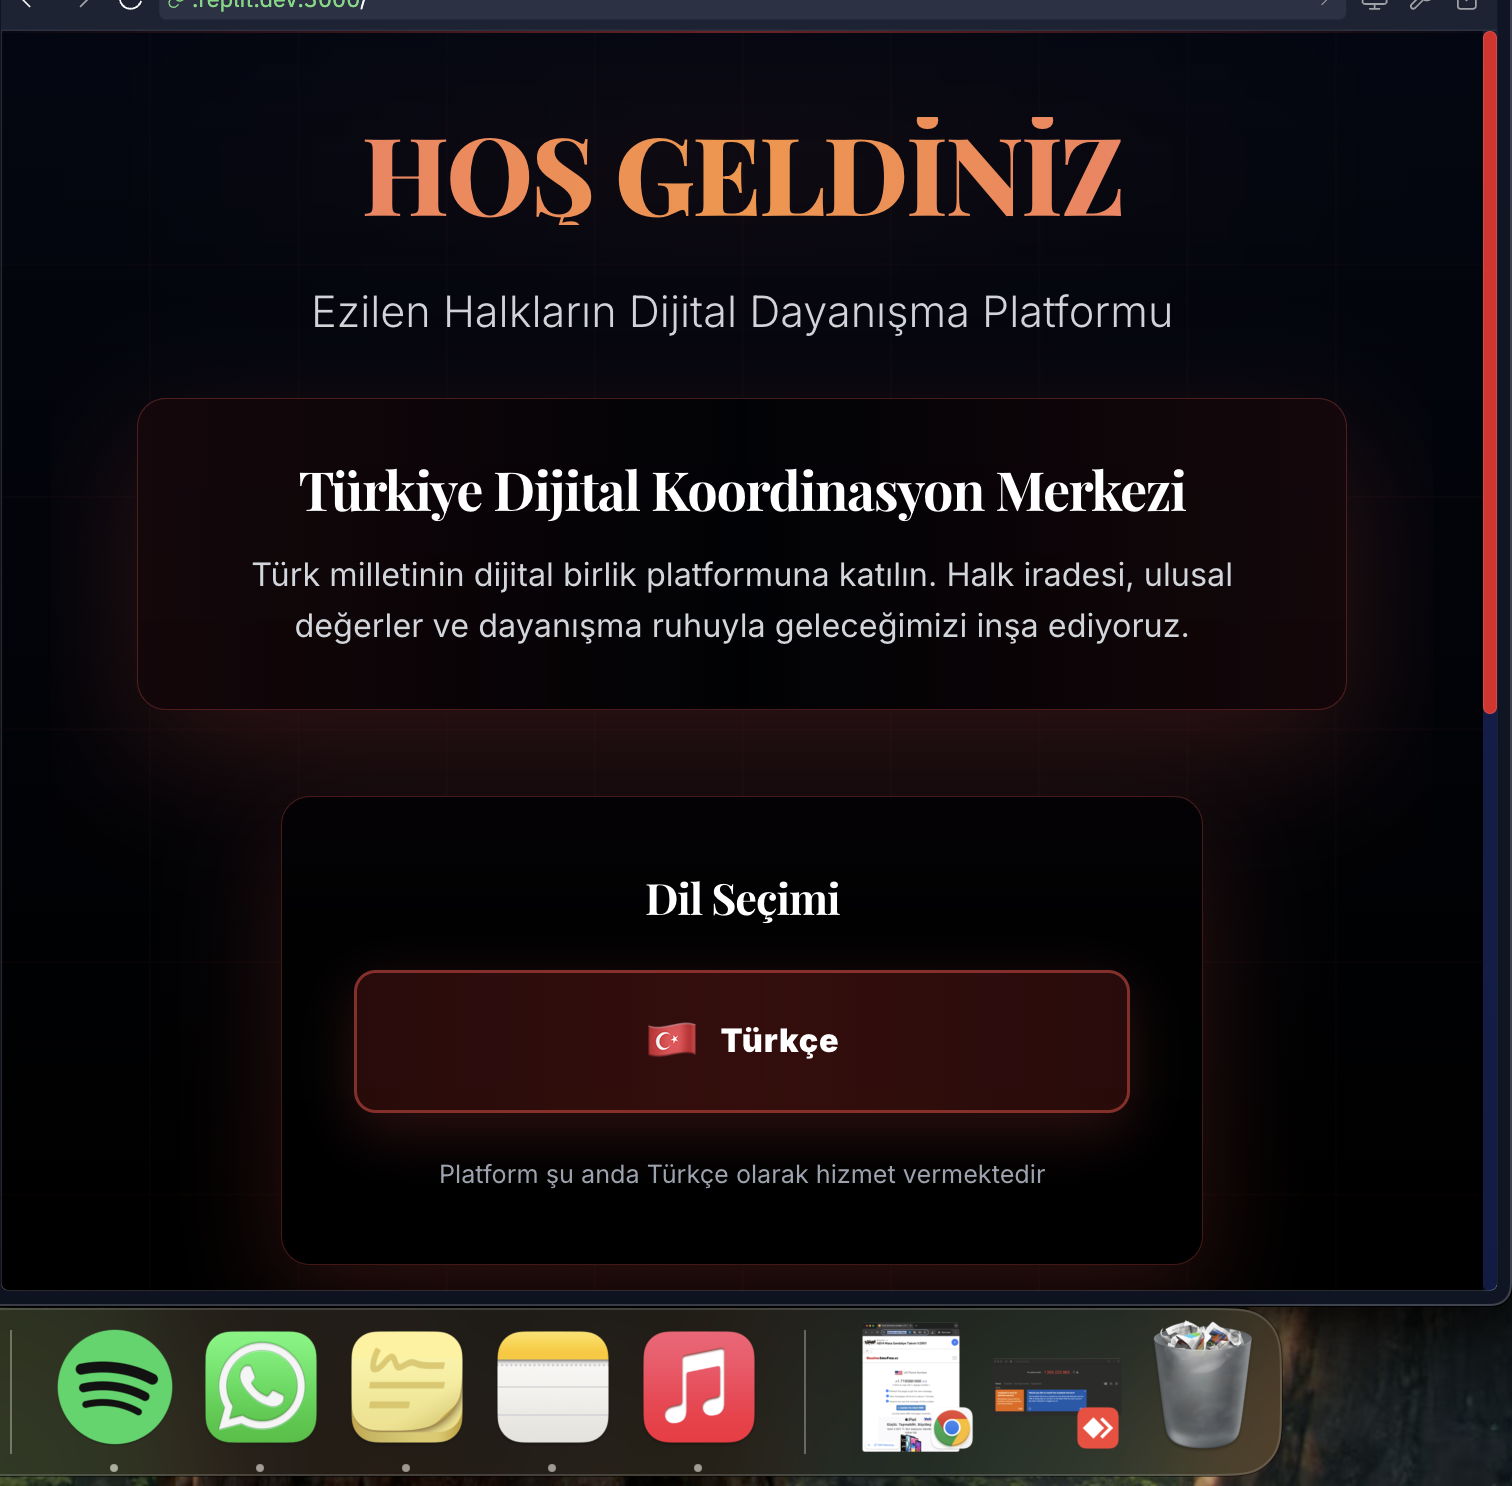 .replit.dev:3000/
HOŞ GELDİNİZ
Ezilen Halkların Dijital Dayanışma Platformu
Türkiye Dijital Koordinasyon Merkezi
Türk milletinin dijital birlik platformuna katılın. Halk iradesi, ulusal
değerler ve dayanışma ruhuyla geleceğimizi inşa ediyoruz.
Dil Seçimi
Türkçe
Platform şu anda Türkçe olarak hizmet vermektedir